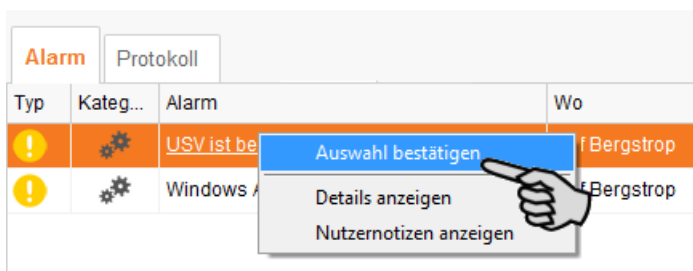 Alarm Protokoll
Typ Kateg... Alarm Wo
USV ist be f Bergstrop
Auswahl bestätigen
Windows f Bergstrop
Details anzeigen
Nutzernotizen anzeigen